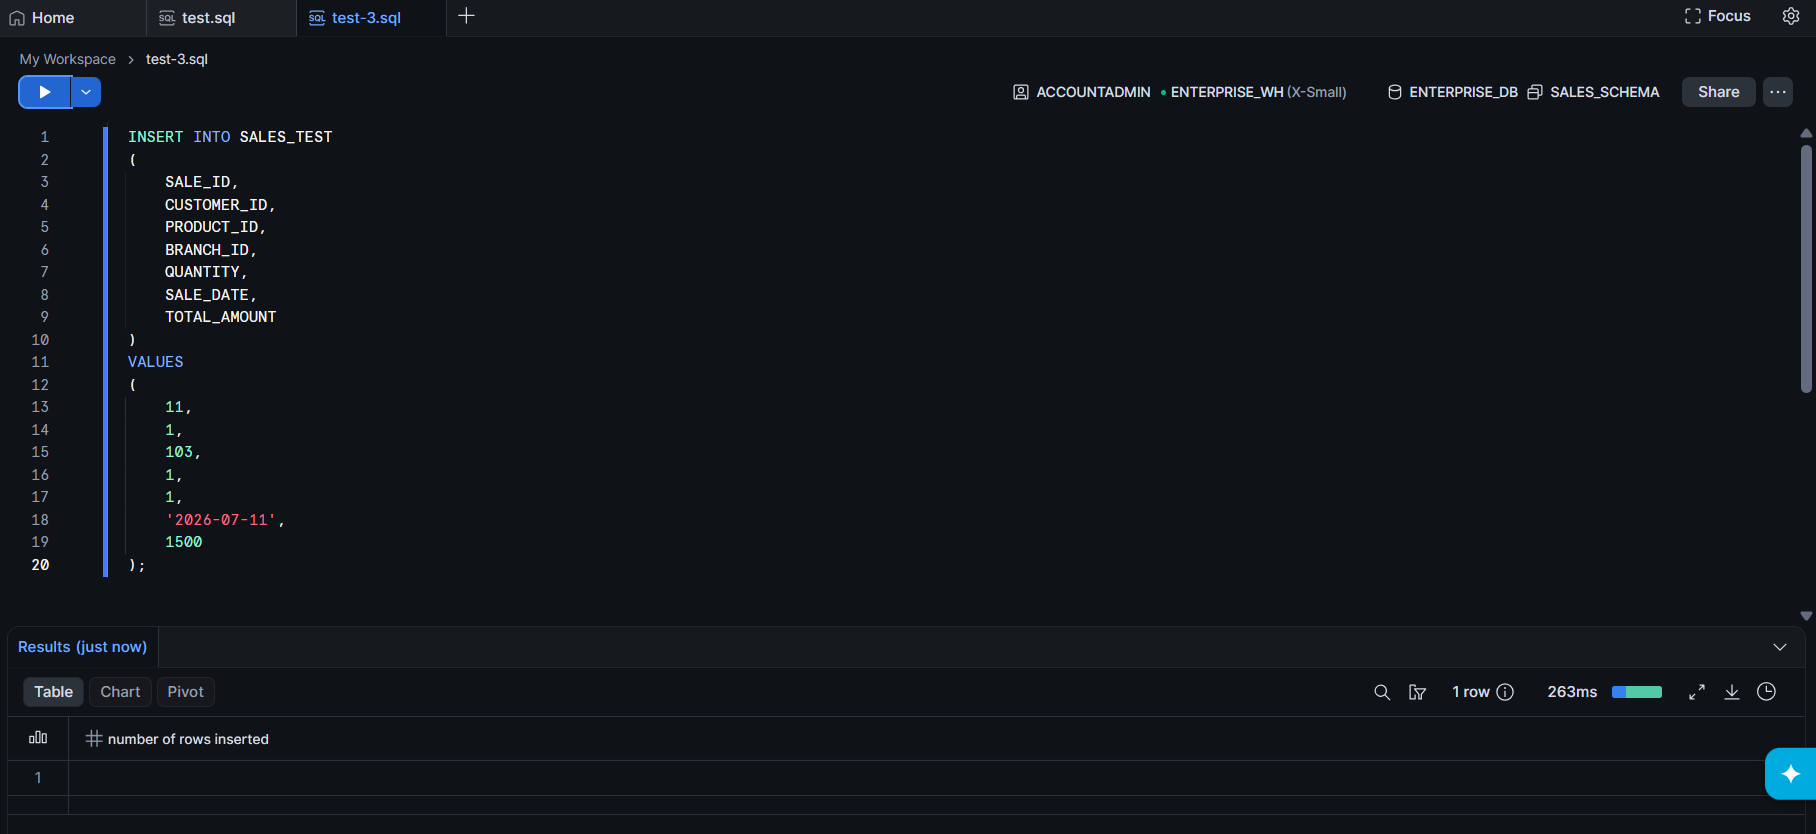 Home
SQL test.sql
SQL test-3.sql
Focus
My Workspace > test-3.sql
ACCOUNTADMIN ENTERPRISE_WH (X-Small) ENTERPRISE_DB SALES_SCHEMA Share
1 INSERT INTO SALES_TEST
2 (
3 SALE_ID,
4 CUSTOMER_ID,
5 PRODUCT_ID,
6 BRANCH_ID,
7 QUANTITY,
8 SALE_DATE,
9 TOTAL_AMOUNT
10 )
11 VALUES
12 (
13 11,
14 1,
15 103,
16 1,
17 1,
18 '2026-07-11',
19 1500
20 );
Results (just now)
Table Chart Pivot 1 row 263ms
number of rows inserted
1